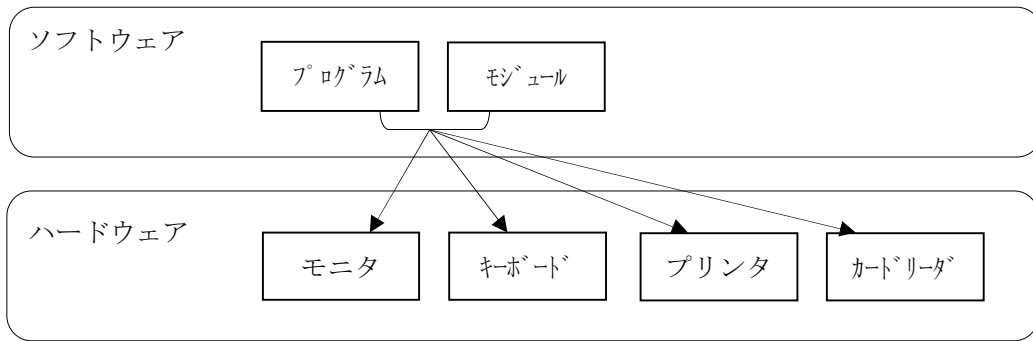 ソフトウェア
ﾌﾟﾛｸﾞﾗﾑ ﾓｼﾞｭｰﾙ
ハードウェア
モニタ ｷｰﾎﾞｰﾄﾞ プリンタ ｶｰﾄﾞﾘｰﾀﾞ